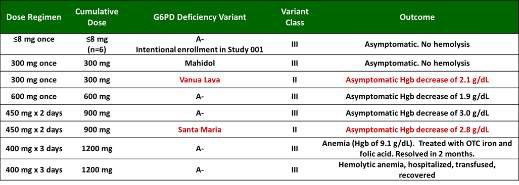 Dose Regimen | Cumulative Dose | G6PD Deficiency Variant | Variant Class | Outcome
≤8 mg once | ≤8 mg (n=6) | A- Intentional enrollment in Study 001 | III | Asymptomatic. No hemolysis
300 mg once | 300 mg | Mahidol | III | Asymptomatic. No hemolysis
300 mg once | 300 mg | Vanua Lava | II | Asymptomatic Hgb decrease of 2.1 g/dL
600 mg once | 600 mg | A- | III | Asymptomatic Hgb decrease of 1.9 g/dL
450 mg x 2 days | 900 mg | A- | III | Asymptomatic Hgb decrease of 3.0 g/dL
450 mg x 2 days | 900 mg | Santa Maria | II | Asymptomatic Hgb decrease of 2.8 g/dL
400 mg x 3 days | 1200 mg | A- | III | Anemia (Hgb of 9.1 g/dL). Treated with OTC iron and folic acid. Resolved in 2 months.
400 mg x 3 days | 1200 mg | A- | III | Hemolytic anemia, hospitalized, transfused, recovered